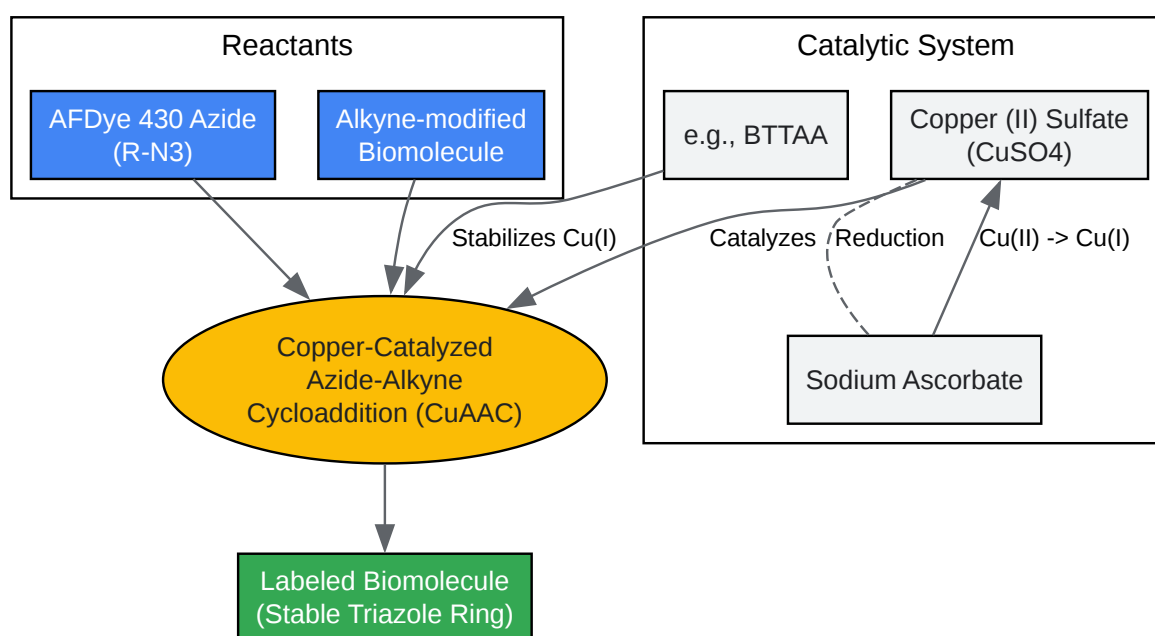 Reactants
Catalytic System
AFDye 430 Azide
(R-N3)
Alkyne-modified
Biomolecule
e.g., BTTAA
Copper (II) Sulfate
(CuSO4)
Stabilizes Cu(I)
Catalyzes
Reduction
Cu(II) -> Cu(I)
Copper-Catalyzed
Azide-Alkyne
Cycloaddition (CuAAC)
Sodium Ascorbate
Labeled Biomolecule
(Stable Triazole Ring)